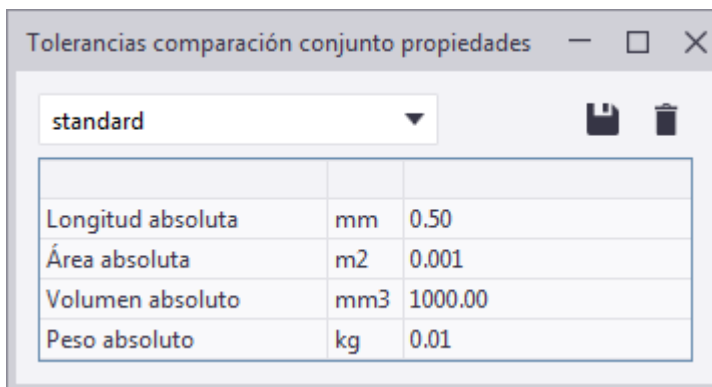 Tolerancias comparación conjunto propiedades
standard
Longitud absoluta mm 0.50
Área absoluta m2 0.001
Volumen absoluto mm3 1000.00
Peso absoluto kg 0.01